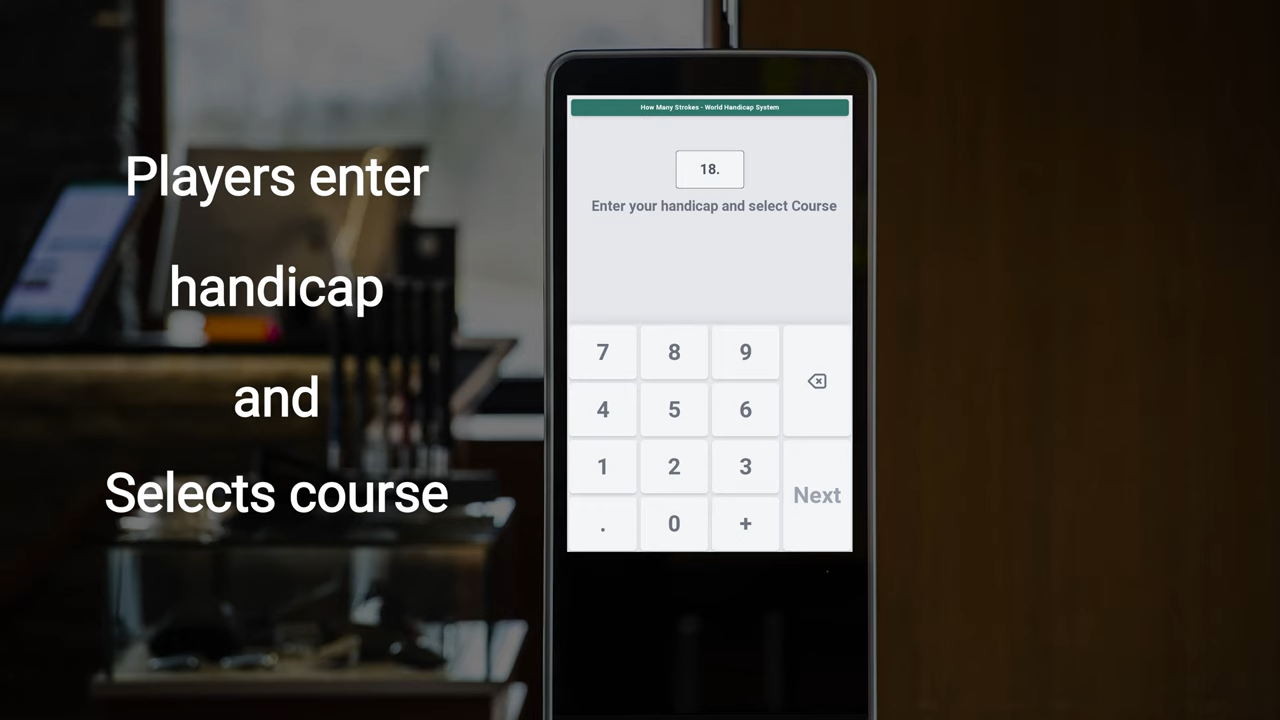 Players enter
handicap
and
Selects course
How Many Strokes - World Handicap System
18.
Enter your handicap and select Course
7 8 9
4 5 6
1 2 3
Next
. 0 +